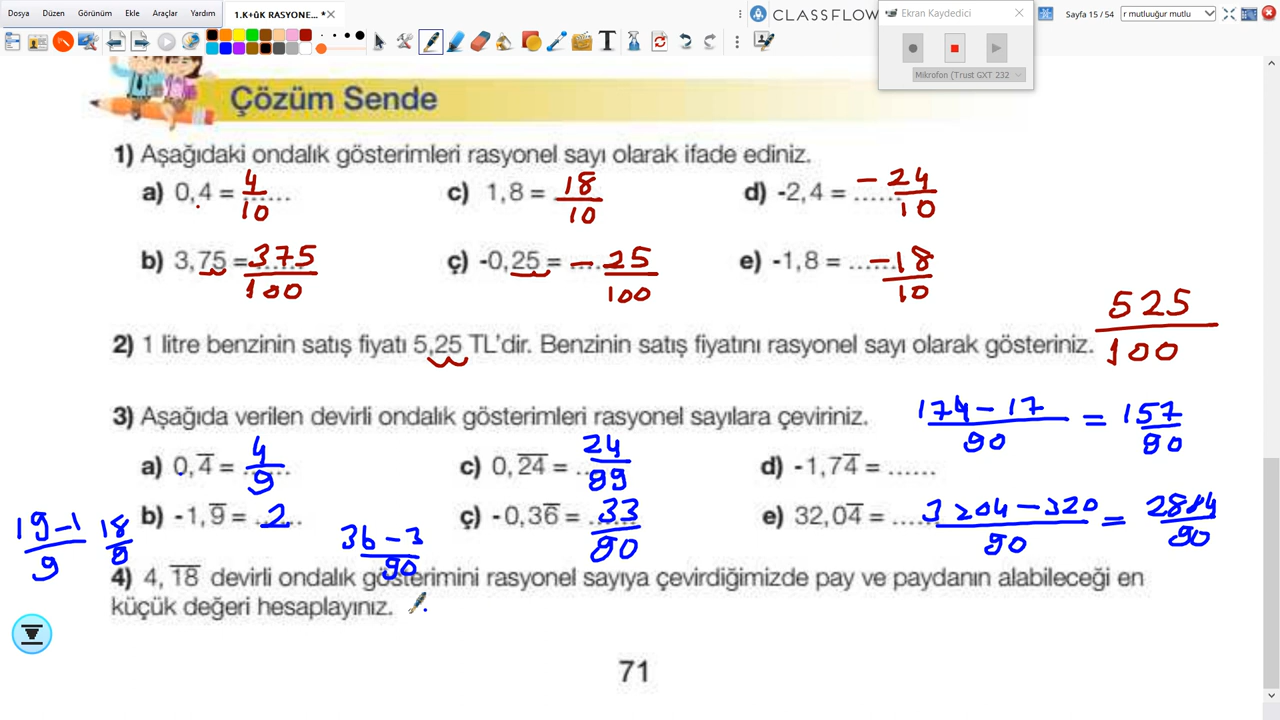 Dosya Düzen Görünüm Ekle Araçlar Yardım 1.K+ûK RASYONE... *
CLASSFLOW
Ekran Kaydedici
Sayfa 15 / 54
r mutluuğur mutlu
Mikrofon (Trust GXT 232
Çözüm Sende
1) Aşağıdaki ondalık gösterimleri rasyonel sayı olarak ifade ediniz.
a) 0,4 = 4/10 c) 1,8 = 18/10 d) -2,4 = ...... -24/10
b) 3,75 = 375/100 ç) -0,25 = -25/100 e) -1,8 = ...... -18/10
2) 1 litre benzinin satış fiyatı 5,25 TL'dir. Benzinin satış fiyatını rasyonel sayı olarak gösteriniz. 525/100
3) Aşağıda verilen devirli ondalık gösterimleri rasyonel sayılara çeviriniz.
174-17/90 = 157/90
a) 0,4̅ = 4/9 c) 0,2̅4̅ = 24/99 d) -1,74̅ = ......
b) -1,9̅ = 2 ç) -0,36̅ = 33/90 e) 32,04̅ = ..... 3204-320/90 = 2884/90
19-1/9 18/9 36-3/90
4) 4,1̅8̅ devirli ondalık gösterimini rasyonel sayıya çevirdiğimizde pay ve paydanın alabileceği en
küçük değeri hesaplayınız.
71